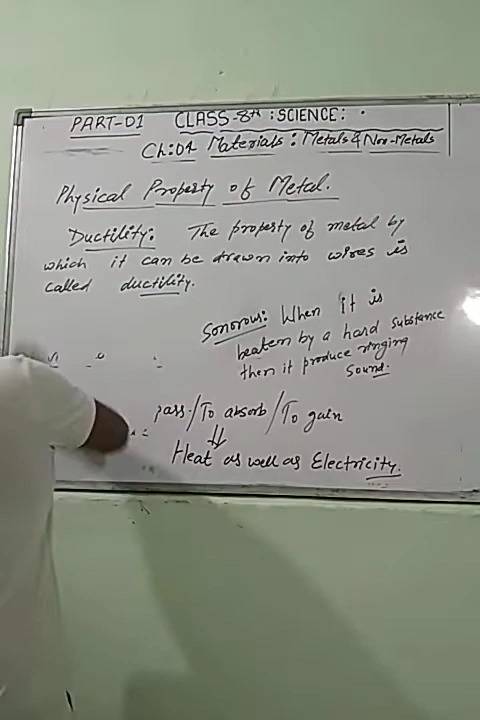 PART-01 CLASS-8th : SCIENCE:
Ch:04 Materials: Metals & Non-Metals
Physical Property of Metal.
Ductility: The property of metal by
which it can be drawn into wires is
called ductility.
Sonorous: When it is
beatem by a hard substance
then it produce ringing
sound.
pass/To absorb/To gain
Heat as well as Electricity.